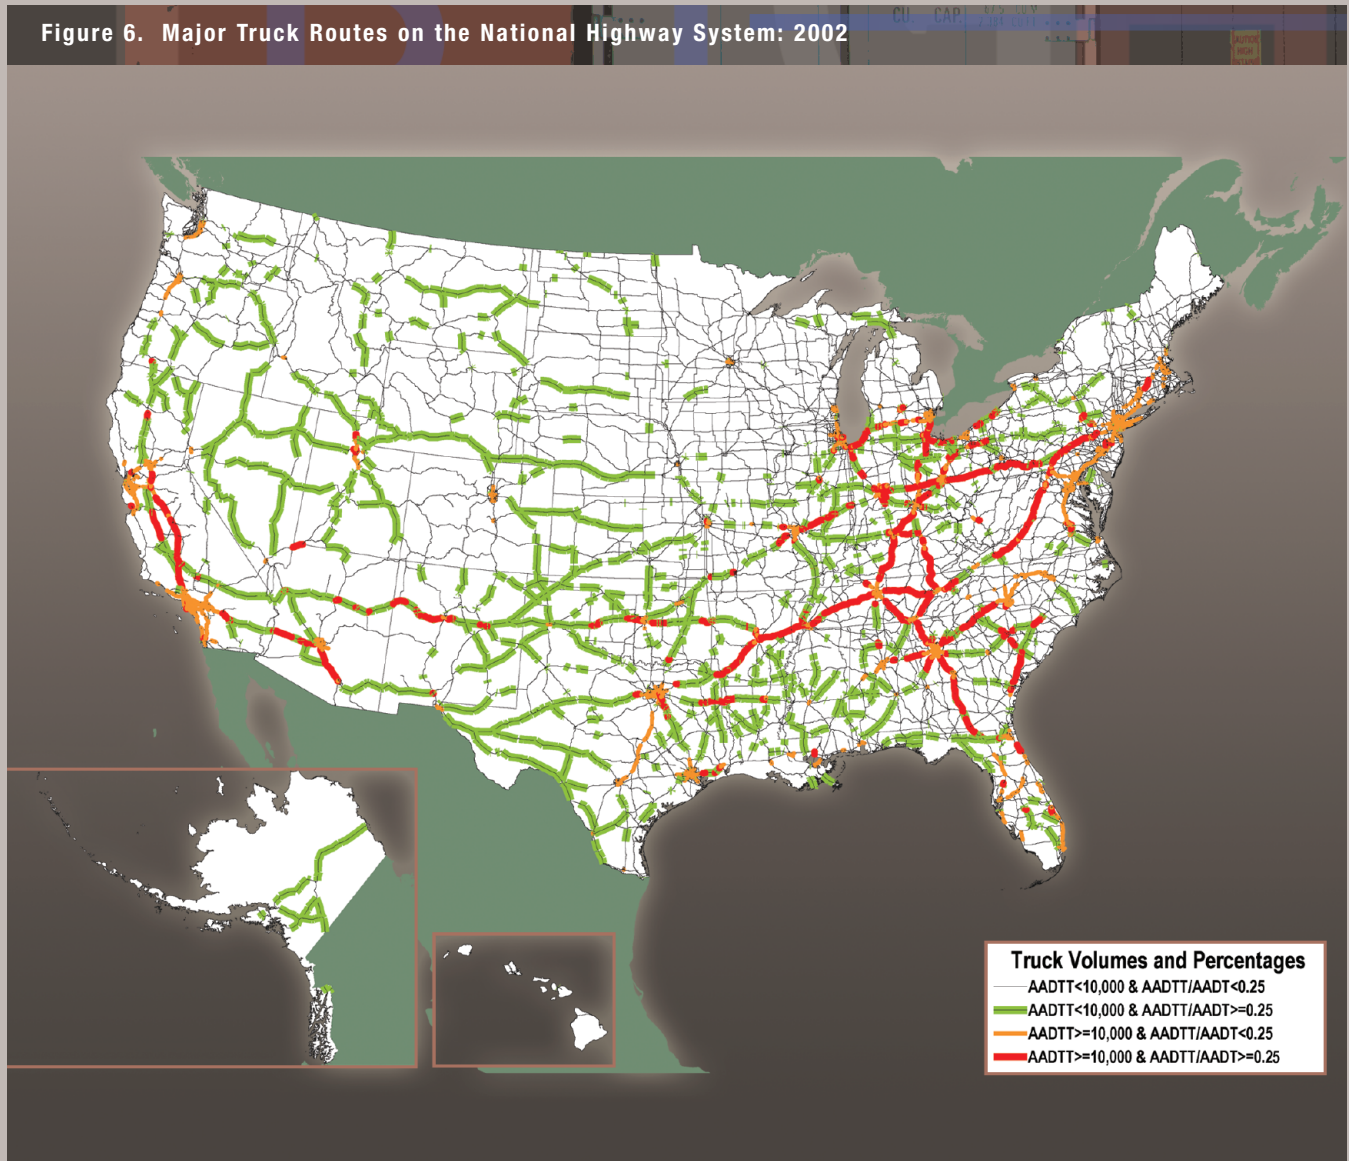 Figure 6. Major Truck Routes on the National Highway System: 2002
CU. CAP.
Truck Volumes and Percentages
AADTT<10,000 & AADTT/AADT<0.25
AADTT<10,000 & AADTT/AADT>=0.25
AADTT>=10,000 & AADTT/AADT<0.25
AADTT>=10,000 & AADTT/AADT>=0.25